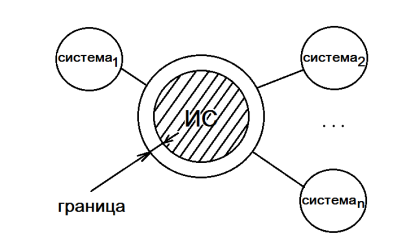 система₁
система₂
ИС
...
граница
системаₙ